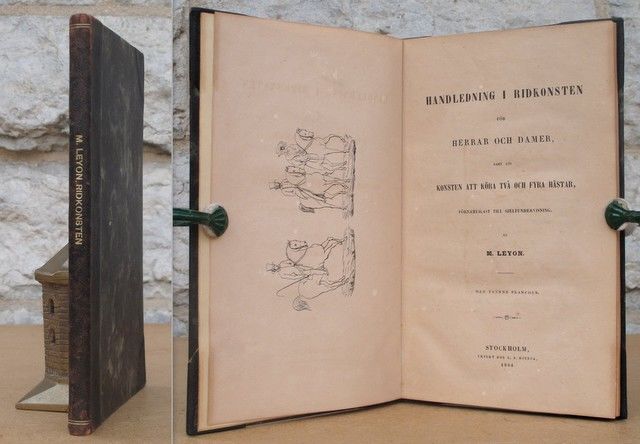 M. LEYON, RIDKONSTEN
HANDLEDNING I RIDKONSTEN
FÖR
HERRAR OCH DAMER,
SAMT OM
KONSTEN ATT KÖRA TVÅ OCH FYRA HÄSTAR,
FÖRNÄMLIGAST TILL SJELFUNDERVISNING.
AF
M. LEYON.
MED TVENNE PLANCHER.
STOCKHOLM,
TRYCKT HOS